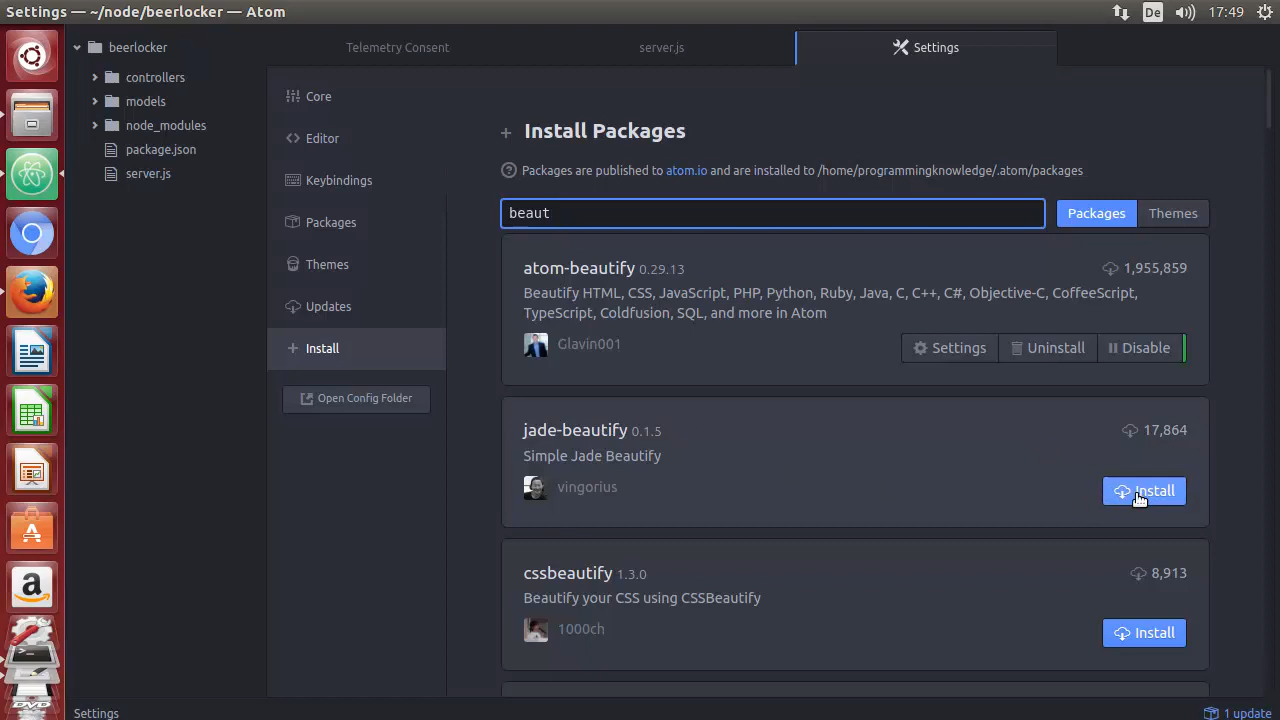 Settings — ~/node/beerlocker — Atom
De
17:49
beerlocker
controllers
models
node_modules
package.json
server.js
Telemetry Consent
server.js
Settings
Core
Editor
Keybindings
Packages
Themes
Updates
Install
Open Config Folder
Install Packages
Packages are published to atom.io and are installed to /home/programmingknowledge/.atom/packages
beaut
Packages
Themes
atom-beautify 0.29.13
1,955,859
Beautify HTML, CSS, JavaScript, PHP, Python, Ruby, Java, C, C++, C#, Objective-C, CoffeeScript,
TypeScript, Coldfusion, SQL, and more in Atom
Glavin001
Settings
Uninstall
Disable
jade-beautify 0.1.5
17,864
Simple Jade Beautify
vingorius
Install
cssbeautify 1.3.0
8,913
Beautify your CSS using CSSBeautify
1000ch
Install
Settings
1 update